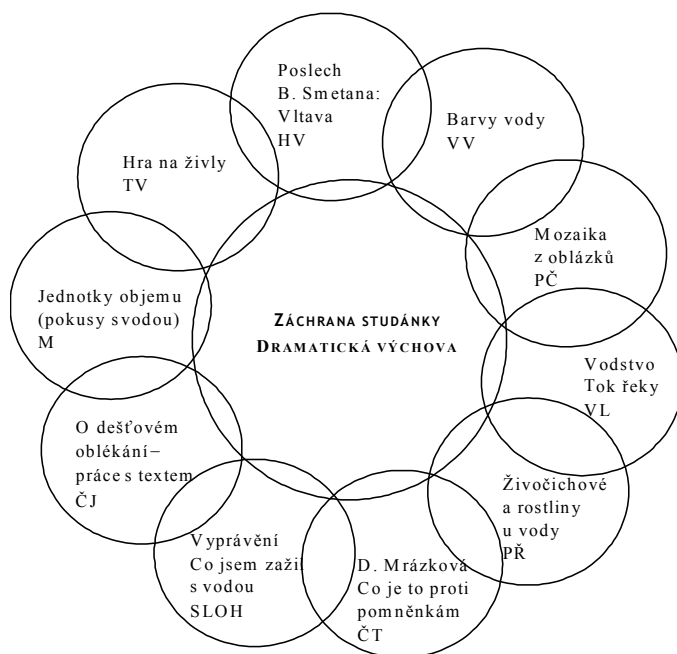 Poslech
B. Smetana:
Vltava
HV
Barvy vody
VV
Hra na živly
TV
Mozaika
z oblázků
PČ
Jednotky objemu
(pokusy s vodou)
M
ZÁCHRANA STUDÁNKY
DRAMATICKÁ VÝCHOVA
Vodstvo
Tok řeky
VL
O dešťovém
oblékání–
práce s textem
ČJ
Živočichové
a rostliny
u vody
PŘ
Vyprávění
Co jsem zažil
s vodou
SLOH
D. Mrázková
Co je to proti
pomněnkám
ČT